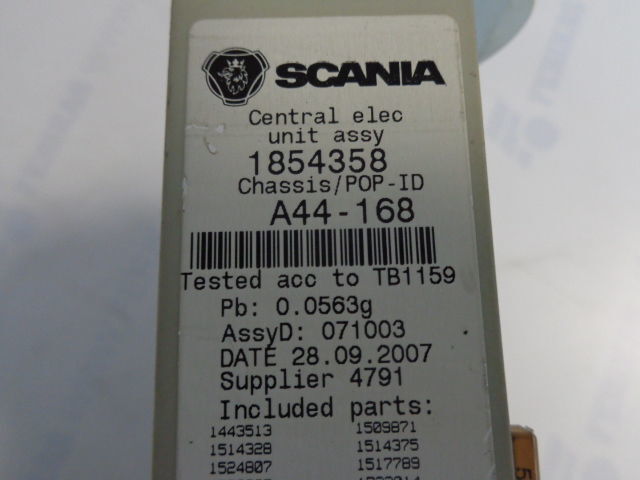 SCANIA
Central elec
unit assy
1854358
Chassis/POP-ID
A44-168
Tested acc to TB1159
Pb: 0.0563g
AssyD: 071003
DATE 28.09.2007
Supplier 4791
Included parts:
1443513 1509871
1514328 1514375
1524807 1517789